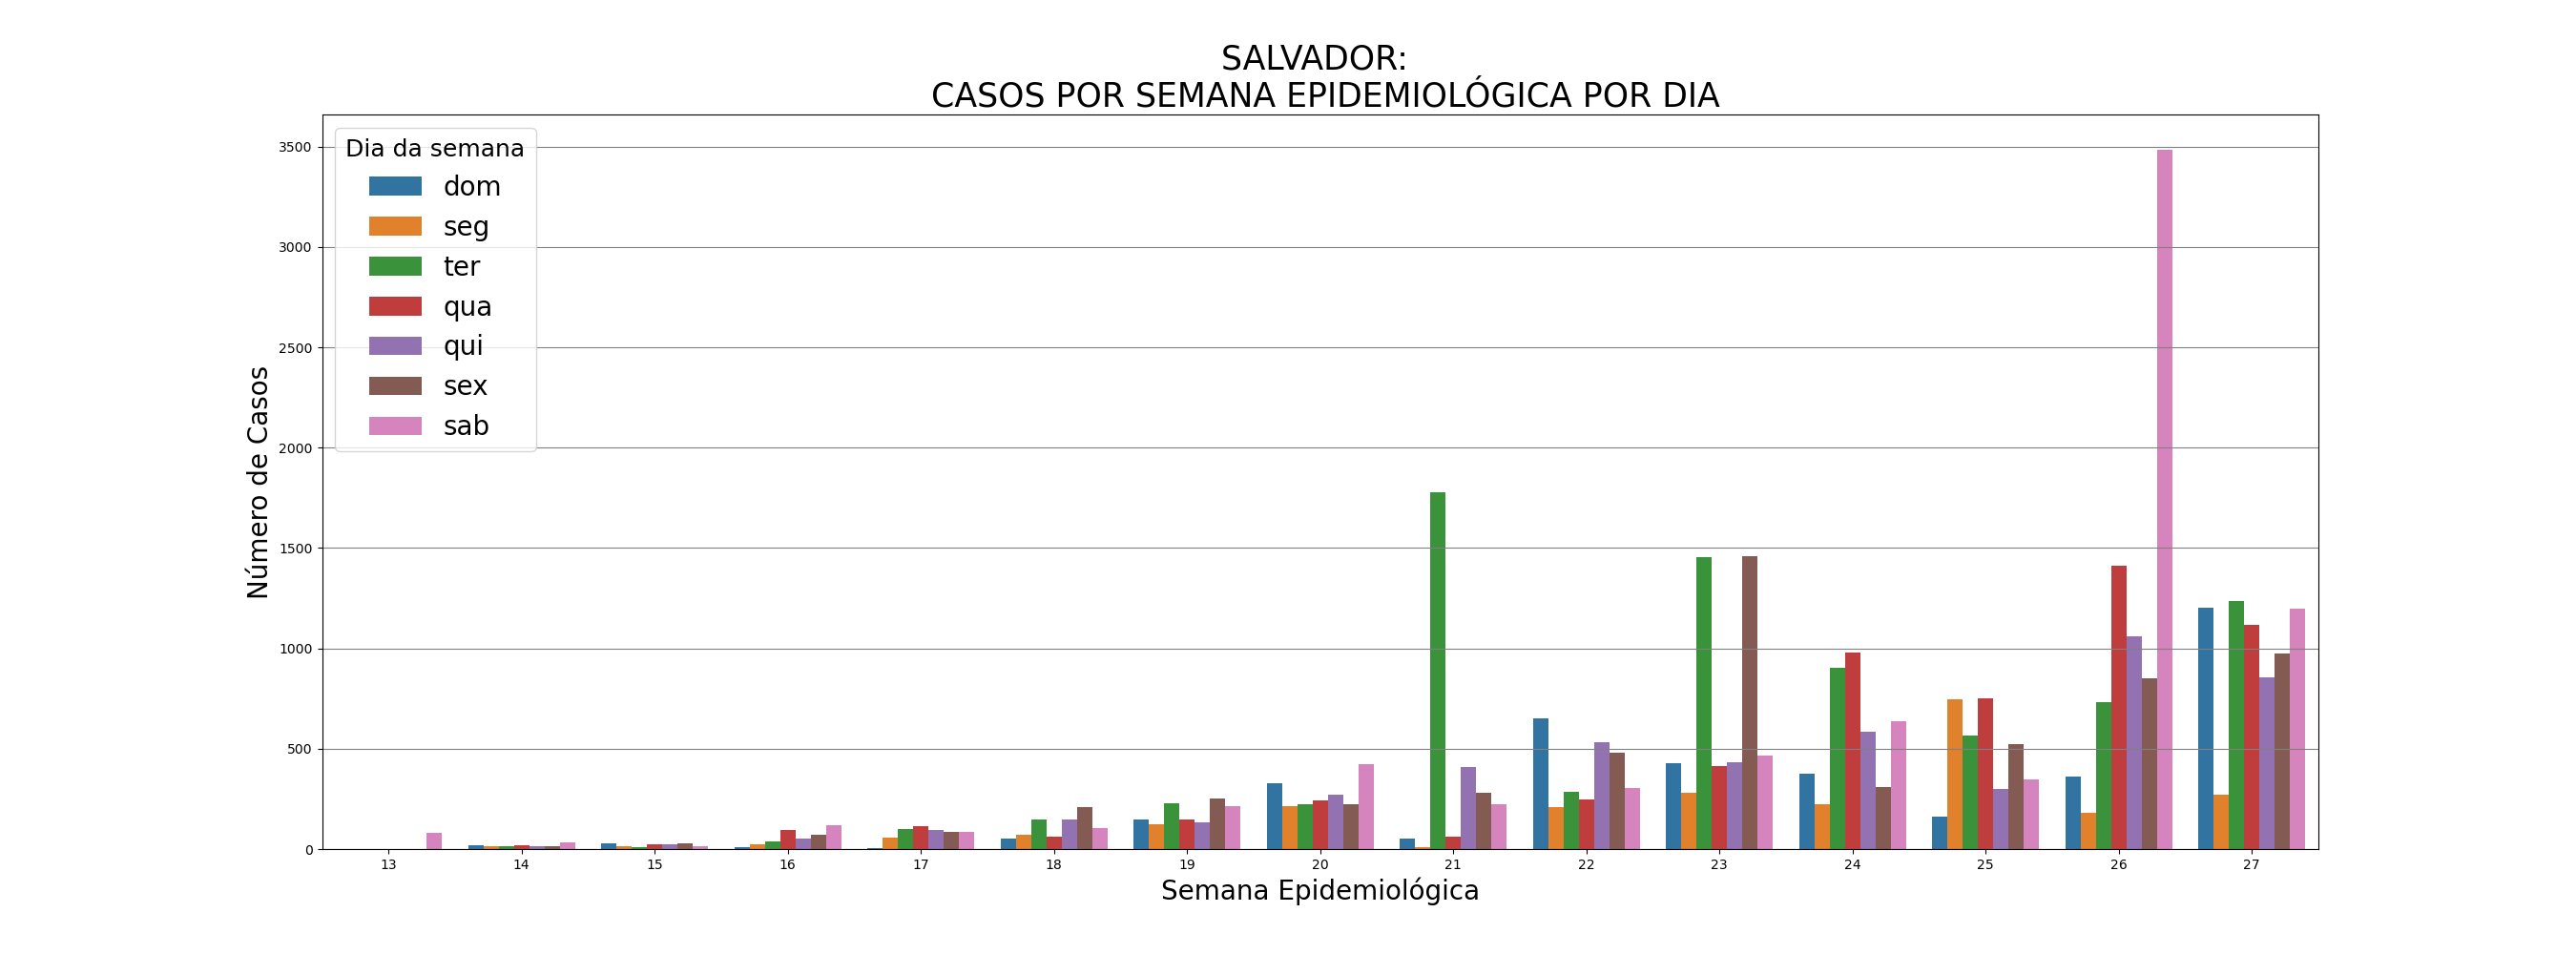 SALVADOR:
CASOS POR SEMANA EPIDEMIOLÓGICA POR DIA
Dia da semana
dom
seg
ter
qua
qui
sex
sab
Número de Casos
3500
3000
2500
2000
1500
1000
500
0
13 14 15 16 17 18 19 20 21 22 23 24 25 26 27
Semana Epidemiológica